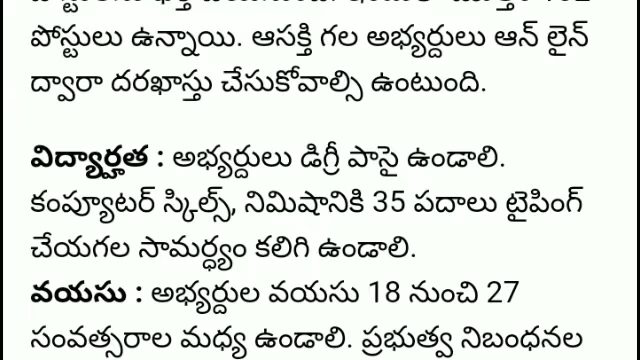 పోస్టులు ఉన్నాయి. ఆసక్తి గల అభ్యర్దులు ఆన్ లైన్
ద్వారా దరఖాస్తు చేసుకోవాల్సి ఉంటుంది.
విద్యార్హత : అభ్యర్దులు డిగ్రీ పాసై ఉండాలి.
కంప్యూటర్ స్కిల్స్, నిమిషానికి 35 పదాలు టైపింగ్
చేయగల సామర్ధ్యం కలిగి ఉండాలి.
వయసు : అభ్యర్దుల వయసు 18 నుంచి 27
సంవత్సరాల మధ్య ఉండాలి. ప్రభుత్వ నిబంధనల